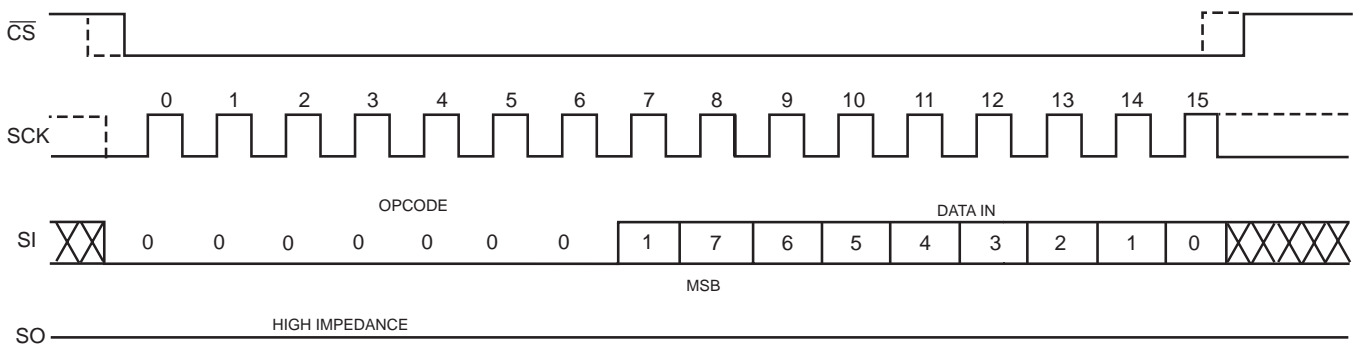 CS
0 1 2 3 4 5 6 7 8 9 10 11 12 13 14 15
SCK
OPCODE DATA IN
SI 0 0 0 0 0 0 0 1 7 6 5 4 3 2 1 0
MSB
HIGH IMPEDANCE
SO